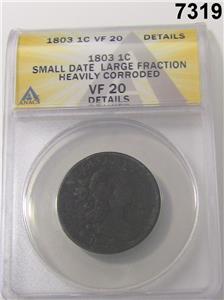 7319
1803 1C VF 20 DETAILS
1803 1C
SMALL DATE LARGE FRACTION
HEAVILY CORRODED
VF 20
DETAILS
ANACS